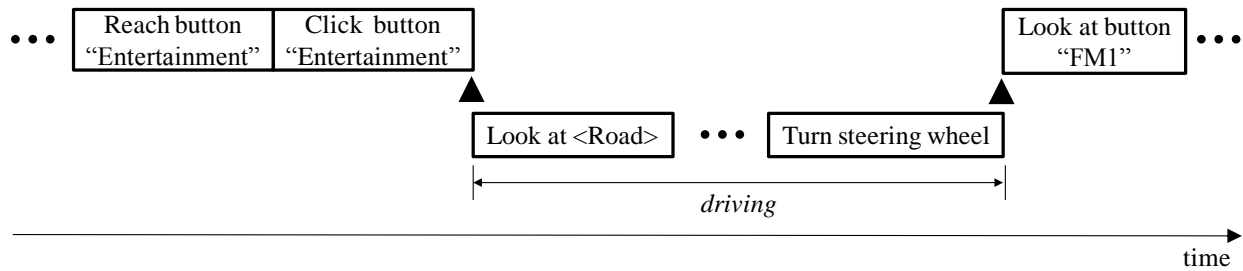 Reach button
“Entertainment”
Click button
“Entertainment”
Look at button
“FM1”
Look at <Road>
Turn steering wheel
driving
time